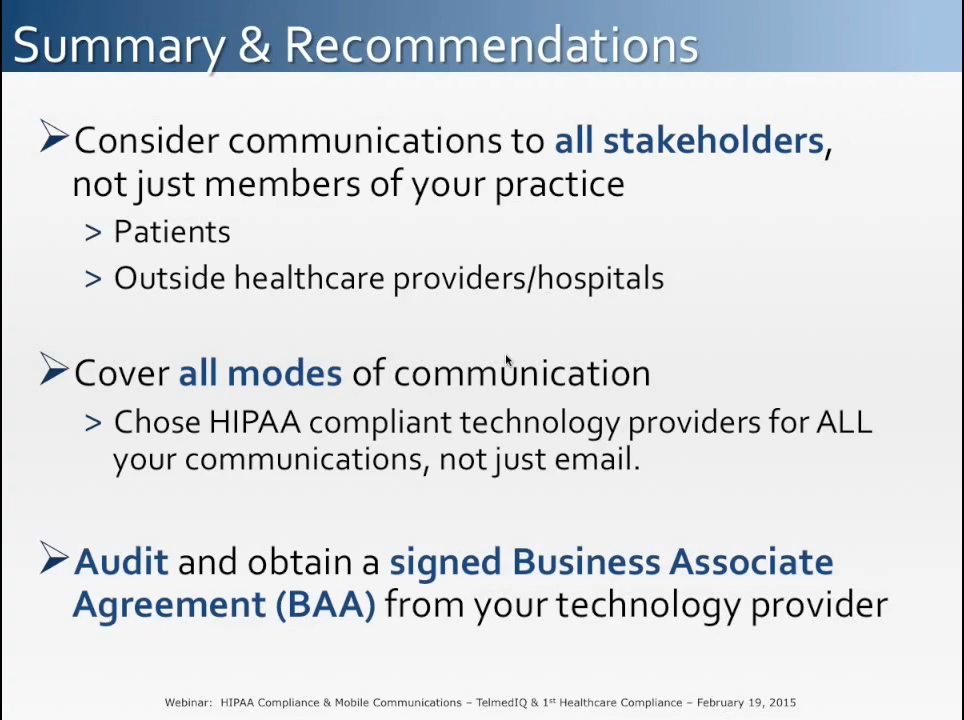 Summary & Recommendations
Consider communications to all stakeholders,
not just members of your practice
> Patients
> Outside healthcare providers/hospitals
Cover all modes of communication
> Chose HIPAA compliant technology providers for ALL
your communications, not just email.
Audit and obtain a signed Business Associate
Agreement (BAA) from your technology provider
Webinar: HIPAA Compliance & Mobile Communications – TelmedIQ & 1st Healthcare Compliance – February 19, 2015